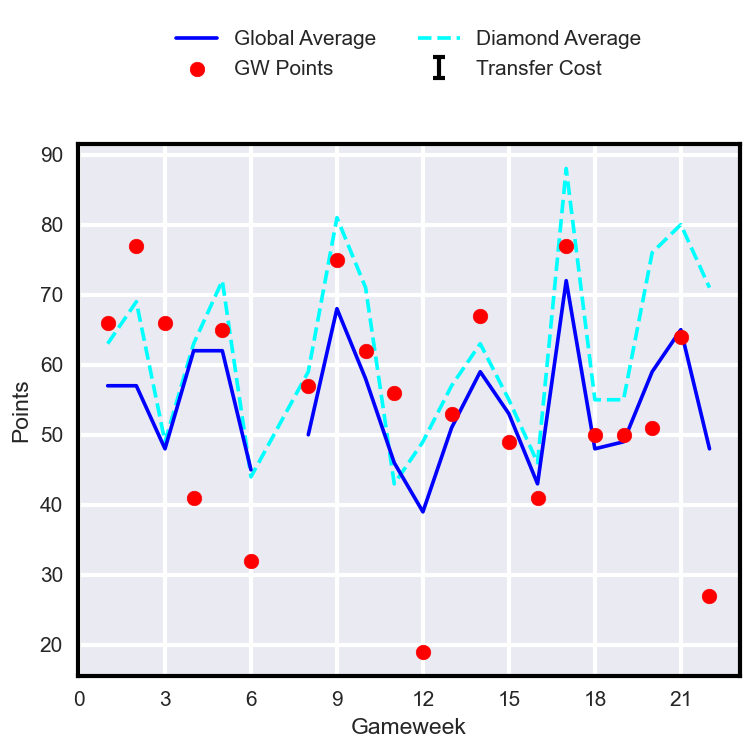 Global Average
Diamond Average
GW Points
Transfer Cost
90
80
70
60
50
40
30
20
Points
0 3 6 9 12 15 18 21
Gameweek